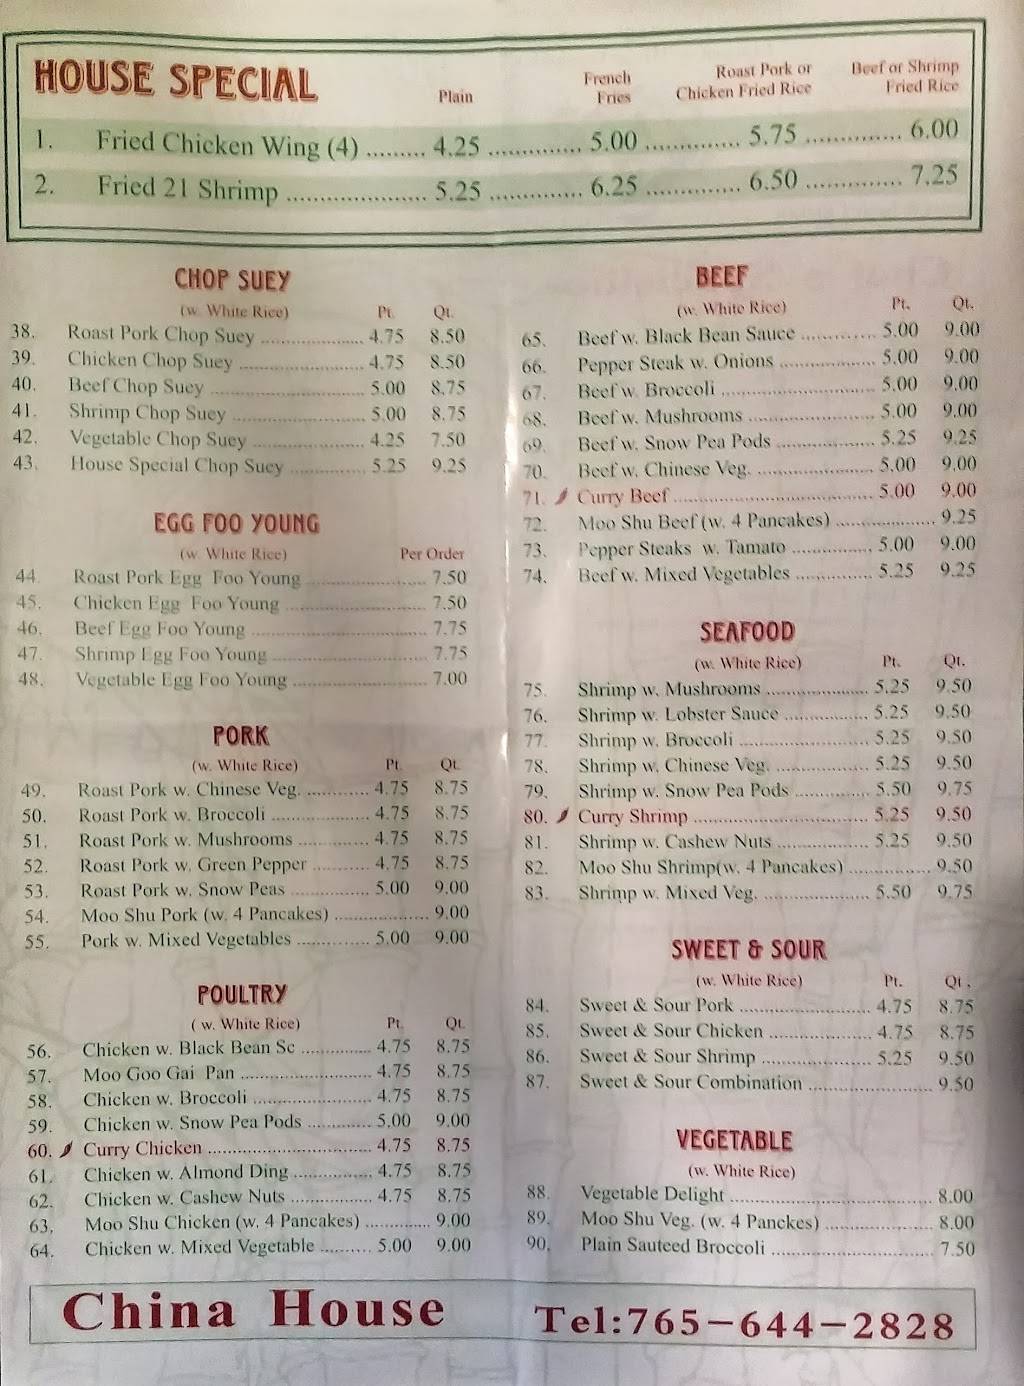 HOUSE SPECIAL
Plain French Fries Roast Pork or Chicken Fried Rice Beef or Shrimp Fried Rice
1. Fried Chicken Wing (4) ......... 4.25 ............. 5.00 ............. 5.75 ............. 6.00
2. Fried 21 Shrimp ..................... 5.25 ............. 6.25 ............. 6.50 ............. 7.25
CHOP SUEY
(w. White Rice) Pt. Qt.
38. Roast Pork Chop Suey ..................... 4.75 8.50
39. Chicken Chop Suey ......................... 4.75 8.50
40. Beef Chop Suey ............................... 5.00 8.75
41. Shrimp Chop Suey ........................... 5.00 8.75
42. Vegetable Chop Suey ...................... 4.25 7.50
43. House Special Chop Suey ............... 5.25 9.25
EGG FOO YOUNG
(w. White Rice) Per Order
44. Roast Pork Egg Foo Young ........................ 7.50
45. Chicken Egg Foo Young ............................ 7.50
46. Beef Egg Foo Young ................................... 7.75
47. Shrimp Egg Foo Young ............................... 7.75
48. Vegetable Egg Foo Young ........................... 7.00
PORK
(w. White Rice) Pt. Qt.
49. Roast Pork w. Chinese Veg. ............ 4.75 8.75
50. Roast Pork w. Broccoli .................... 4.75 8.75
51. Roast Pork w. Mushrooms .............. 4.75 8.75
52. Roast Pork w. Green Pepper ........... 4.75 8.75
53. Roast Pork w. Snow Peas ................ 5.00 9.00
54. Moo Shu Pork (w. 4 Pancakes) ................... 9.00
55. Pork w. Mixed Vegetables .............. 5.00 9.00
POULTRY
( w. White Rice) Pt. Qt.
56. Chicken w. Black Bean Sc .............. 4.75 8.75
57. Moo Goo Gai Pan .......................... 4.75 8.75
58. Chicken w. Broccoli ........................ 4.75 8.75
59. Chicken w. Snow Pea Pods ............. 5.00 9.00
60. Curry Chicken ................................. 4.75 8.75
61. Chicken w. Almond Ding ................ 4.75 8.75
62. Chicken w. Cashew Nuts ................. 4.75 8.75
63. Moo Shu Chicken (w. 4 Pancakes) ............. 9.00
64. Chicken w. Mixed Vegetable .......... 5.00 9.00
BEEF
(w. White Rice) Pt. Qt.
65. Beef w. Black Bean Sauce ............. 5.00 9.00
66. Pepper Steak w. Onions ................... 5.00 9.00
67. Beef w. Broccoli ............................... 5.00 9.00
68. Beef w. Mushrooms ......................... 5.00 9.00
69. Beef w. Snow Pea Pods .................... 5.25 9.25
70. Beef w. Chinese Veg. ....................... 5.00 9.00
71. Curry Beef ........................................ 5.00 9.00
72. Moo Shu Beef (w. 4 Pancakes) .................... 9.25
73. Pepper Steaks w. Tamato ................ 5.00 9.00
74. Beef w. Mixed Vegetables ............... 5.25 9.25
SEAFOOD
(w. White Rice) Pt. Qt.
75. Shrimp w. Mushrooms ..................... 5.25 9.50
76. Shrimp w. Lobster Sauce ................. 5.25 9.50
77. Shrimp w. Broccoli .......................... 5.25 9.50
78. Shrimp w. Chinese Veg. ................... 5.25 9.50
79. Shrimp w. Snow Pea Pods ............... 5.50 9.75
80. Curry Shrimp ................................... 5.25 9.50
81. Shrimp w. Cashew Nuts ................... 5.25 9.50
82. Moo Shu Shrimp(w. 4 Pancakes) ................ 9.50
83. Shrimp w. Mixed Veg. ..................... 5.50 9.75
SWEET & SOUR
(w. White Rice) Pt. Qt.
84. Sweet & Sour Pork .......................... 4.75 8.75
85. Sweet & Sour Chicken ..................... 4.75 8.75
86. Sweet & Sour Shrimp ...................... 5.25 9.50
87. Sweet & Sour Combination ......................... 9.50
VEGETABLE
(w. White Rice)
88. Vegetable Delight ........................................ 8.00
89. Moo Shu Veg. (w. 4 Panckes) ...................... 8.00
90. Plain Sauteed Broccoli ................................. 7.50
China House Tel:765-644-2828